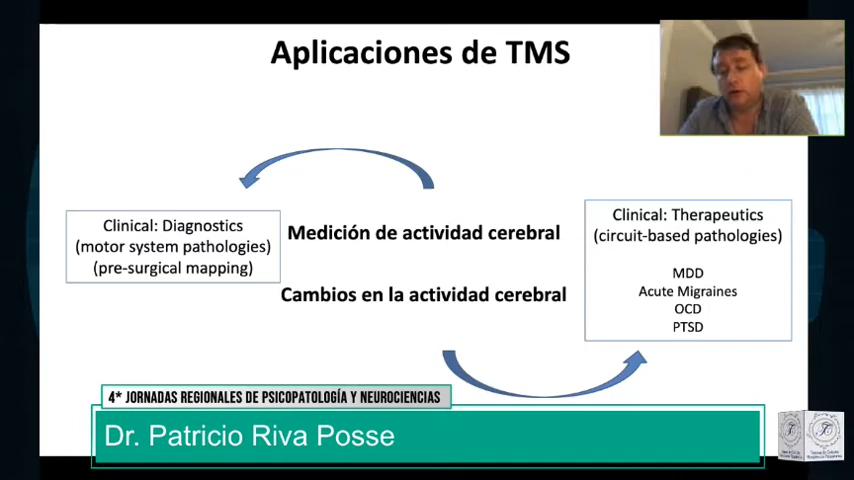 Aplicaciones de TMS
Clinical: Diagnostics
(motor system pathologies)
(pre-surgical mapping)
Medición de actividad cerebral
Cambios en la actividad cerebral
Clinical: Therapeutics
(circuit-based pathologies)
MDD
Acute Migraines
OCD
PTSD
4* JORNADAS REGIONALES DE PSICOPATOLOGÍA Y NEUROCIENCIAS
Dr. Patricio Riva Posse